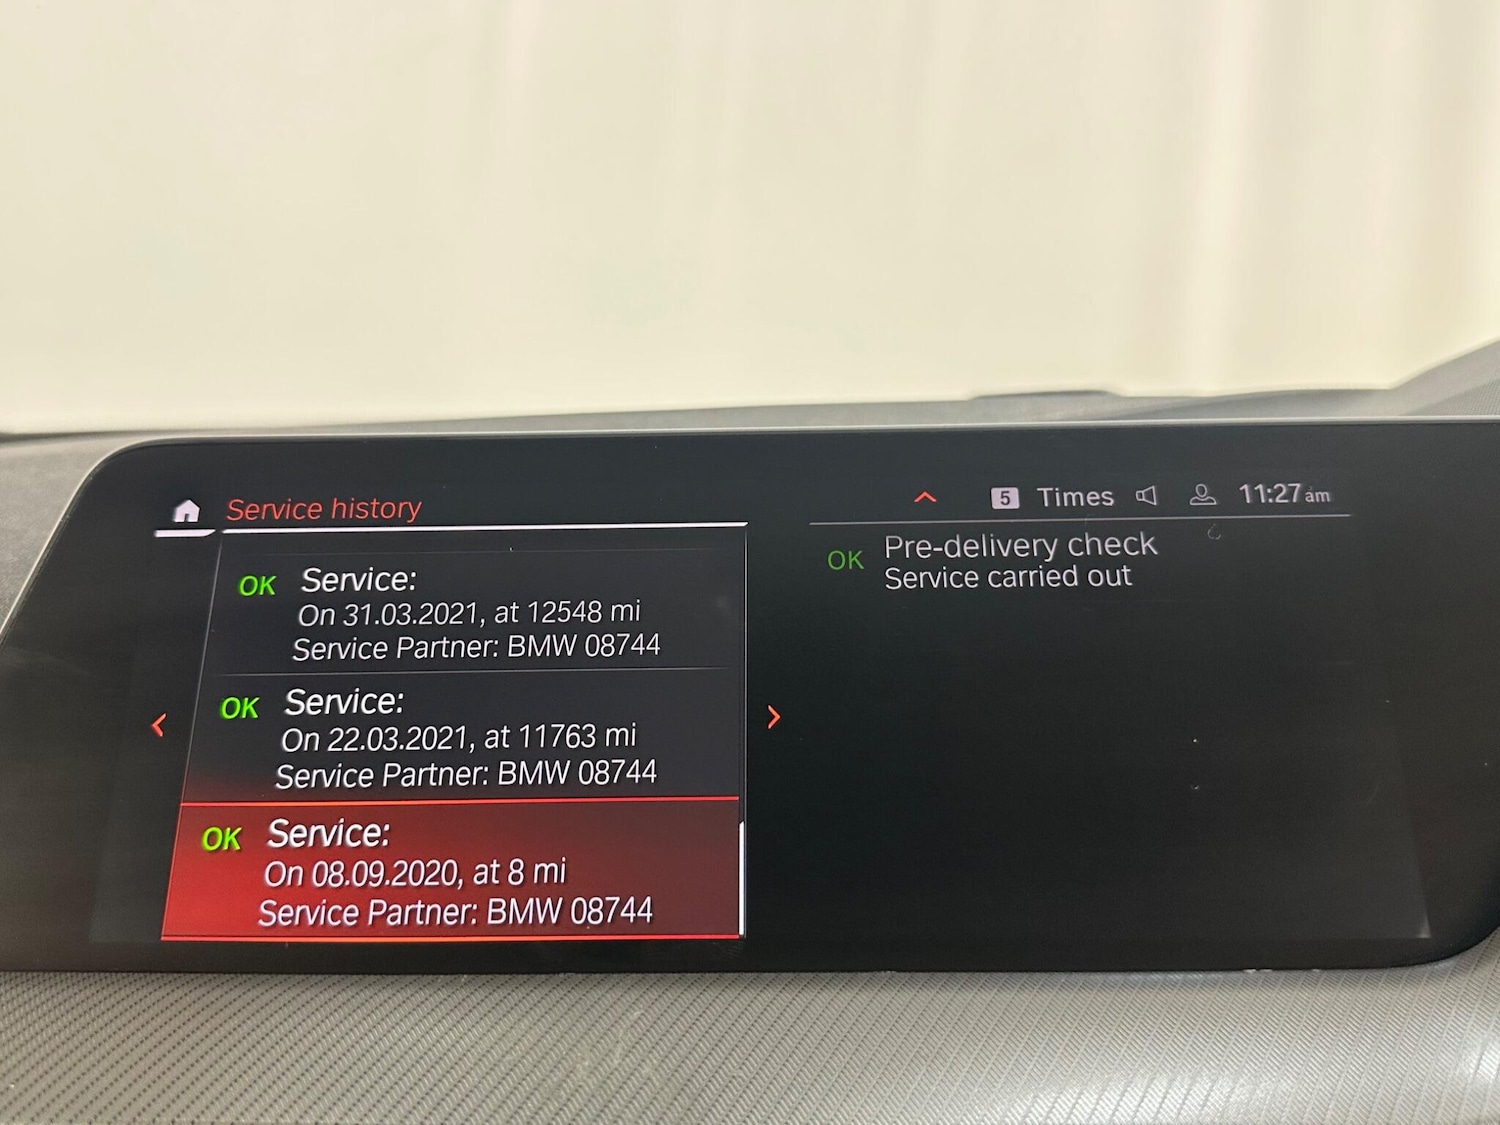 Service history
5 Times 11:27 am
OK Service:
On 31.03.2021, at 12548 mi
Service Partner: BMW 08744
OK Service:
On 22.03.2021, at 11763 mi
Service Partner: BMW 08744
OK Service:
On 08.09.2020, at 8 mi
Service Partner: BMW 08744
OK Pre-delivery check
Service carried out